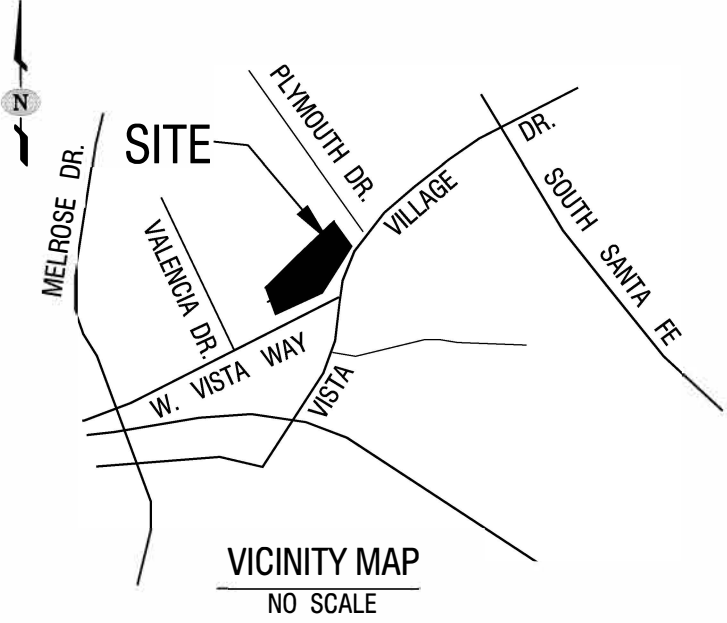 N
SITE
PLYMOUTH DR.
MELROSE DR.
VALENCIA DR.
VILLAGE
DR.
SOUTH SANTA FE
W. VISTA WAY
VISTA
VICINITY MAP
NO SCALE